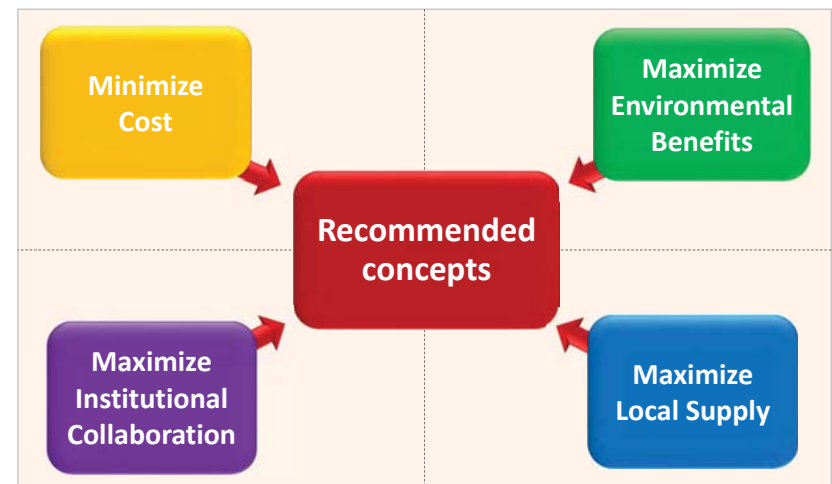 Minimize
Cost
Maximize
Environmental
Benefits
Recommended
concepts
Maximize
Institutional
Collaboration
Maximize
Local Supply